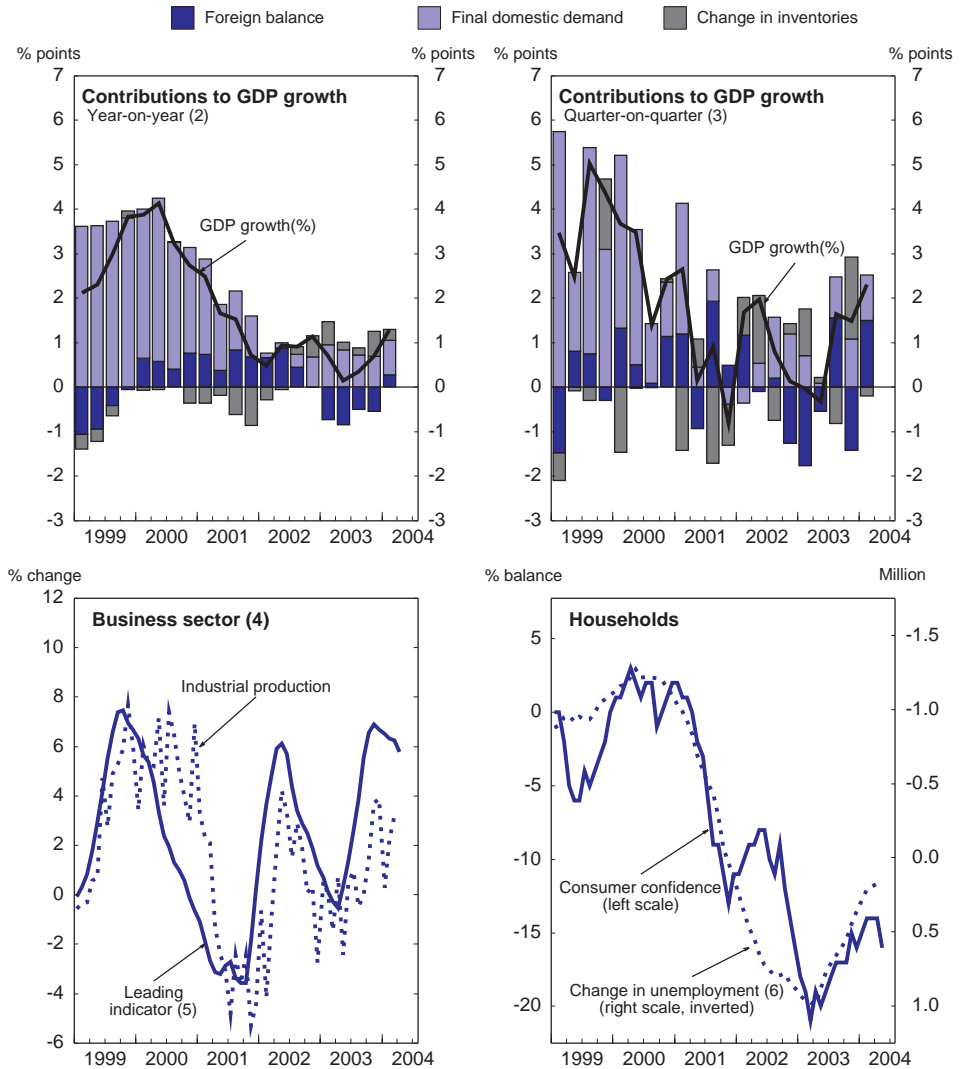 Foreign balance Final domestic demand Change in inventories
% points % points
7 7
6 6
5 5
4 4
3 3
2 2
1 1
0 0
-1 -1
-2 -2
-3 -3
Contributions to GDP growth
Year-on-year (2)
GDP growth(%)
1999 2000 2001 2002 2003 2004
% points % points
7 7
6 6
5 5
4 4
3 3
2 2
1 1
0 0
-1 -1
-2 -2
-3 -3
Contributions to GDP growth
Quarter-on-quarter (3)
GDP growth(%)
1999 2000 2001 2002 2003 2004
% change
12
10
8
6
4
2
0
-2
-4
-6
Business sector (4)
Industrial production
Leading
indicator (5)
1999 2000 2001 2002 2003 2004
% balance Million
5
0
-5
-10
-15
-20
-1.5
-1.0
-0.5
0.0
0.5
1.0
Households
Consumer confidence
(left scale)
Change in unemployment (6)
(right scale, inverted)
1999 2000 2001 2002 2003 2004